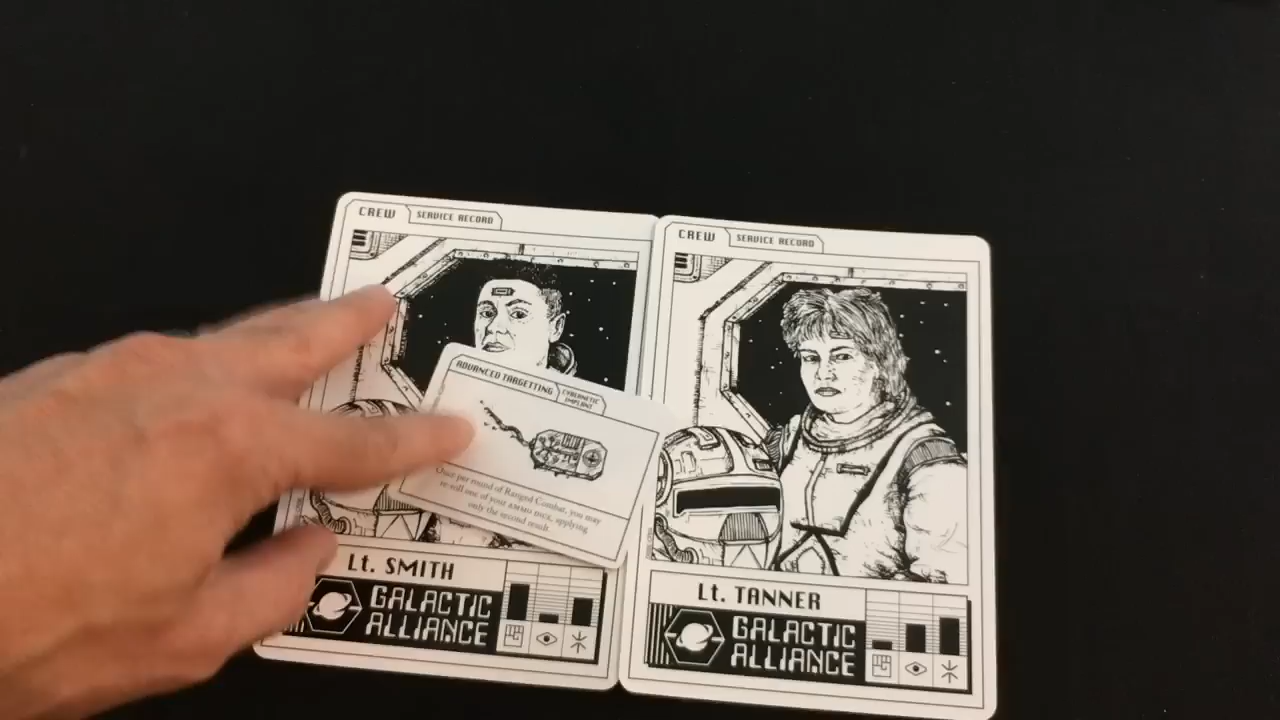 CREW SERVICE RECORD
CREW SERVICE RECORD
ADVANCED TARGETTING CYBERNETIC
IMPLANT
Once per round of Ranged Combat, you may
re-roll one of your AMMO DICE, applying
only the second result.
Lt. SMITH
GALACTIC
ALLIANCE
Lt. TANNER
GALACTIC
ALLIANCE